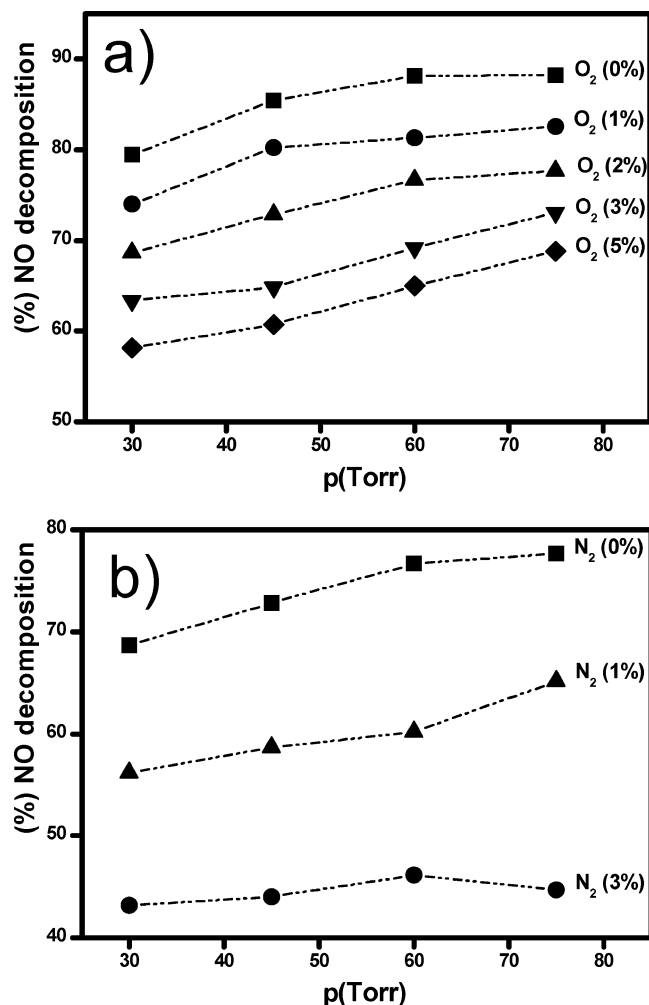 a)
(%) NO decomposition
90
80
70
60
50
O2 (0%)
O2 (1%)
O2 (2%)
O2 (3%)
O2 (5%)
30 40 50 60 70 80
p(Torr)
b)
(%) NO decomposition
80
70
60
50
40
N2 (0%)
N2 (1%)
N2 (3%)
30 40 50 60 70 80
p(Torr)